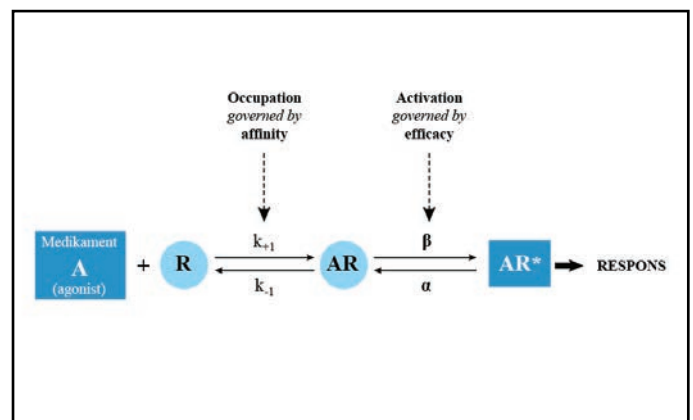 Occupation
governed by
affinity
Activation
governed by
efficacy
Medikament
A
(agonist)
+
R
k+1
k-1
AR
β
α
AR*
RESPONS